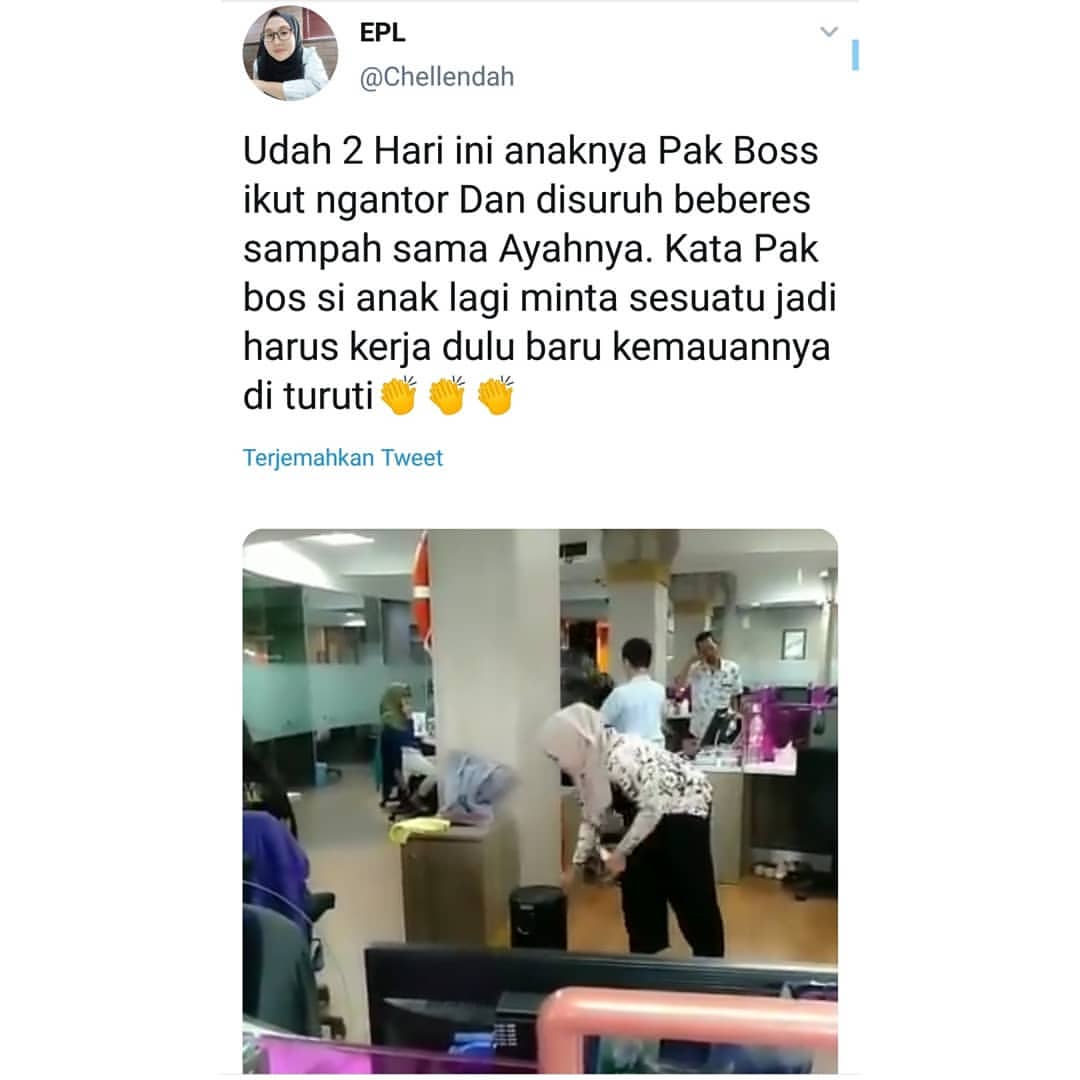 EPL
@Chellendah
Udah 2 Hari ini anaknya Pak Boss
ikut ngantor Dan disuruh beberes
sampah sama Ayahnya. Kata Pak
bos si anak lagi minta sesuatu jadi
harus kerja dulu baru kemauannya
di turuti👏👏👏
Terjemahkan Tweet